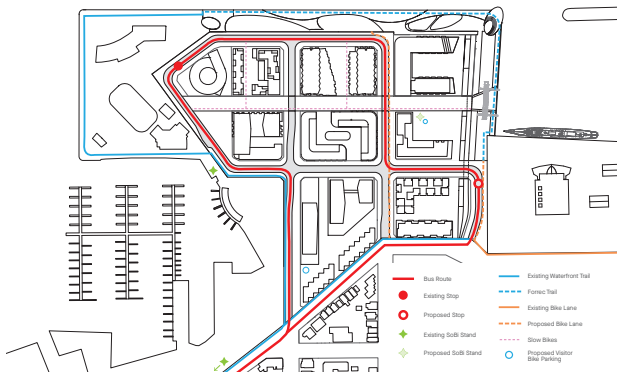 Bus Route
Existing Stop
Proposed Stop
Existing SoBi Stand
Proposed SoBi Stand
Existing Waterfront Trail
Forrec Trail
Existing Bike Lane
Proposed Bike Lane
Slow Bikes
Proposed Visitor
Bike Parking